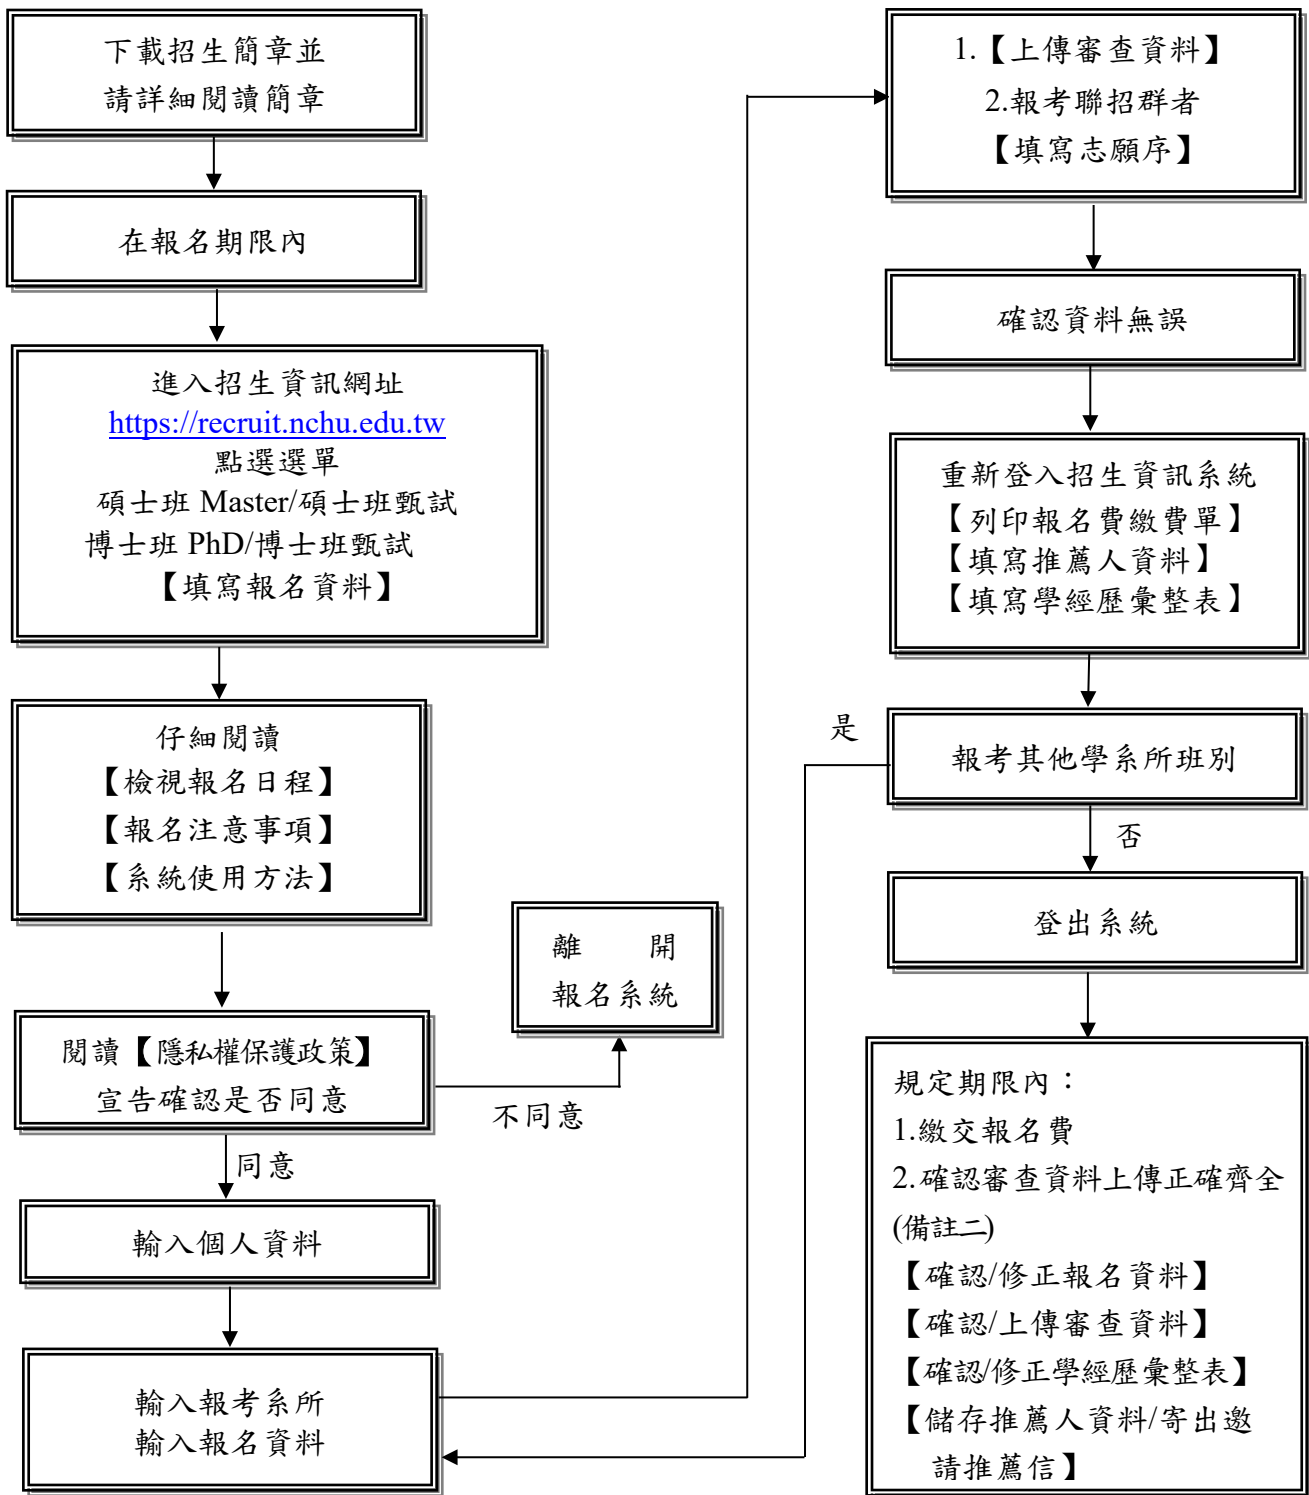 下載招生簡章並
請詳細閱讀簡章
在報名期限內
進入招生資訊網址
https://recruit.nchu.edu.tw
點選選單
碩士班 Master/碩士班甄試
博士班 PhD/博士班甄試
【填寫報名資料】
仔細閱讀
【檢視報名日程】
【報名注意事項】
【系統使用方法】
離　　開
報名系統
閱讀【隱私權保護政策】
宣告確認是否同意
不同意
同意
輸入個人資料
輸入報考系所
輸入報名資料
1.【上傳審查資料】
2.報考聯招群者
【填寫志願序】
確認資料無誤
重新登入招生資訊系統
【列印報名費繳費單】
【填寫推薦人資料】
【填寫學經歷彙整表】
是
報考其他學系所班別
否
登出系統
規定期限內：
1.繳交報名費
2.確認審查資料上傳正確齊全
(備註二)
【確認/修正報名資料】
【確認/上傳審查資料】
【確認/修正學經歷彙整表】
【儲存推薦人資料/寄出邀
請推薦信】